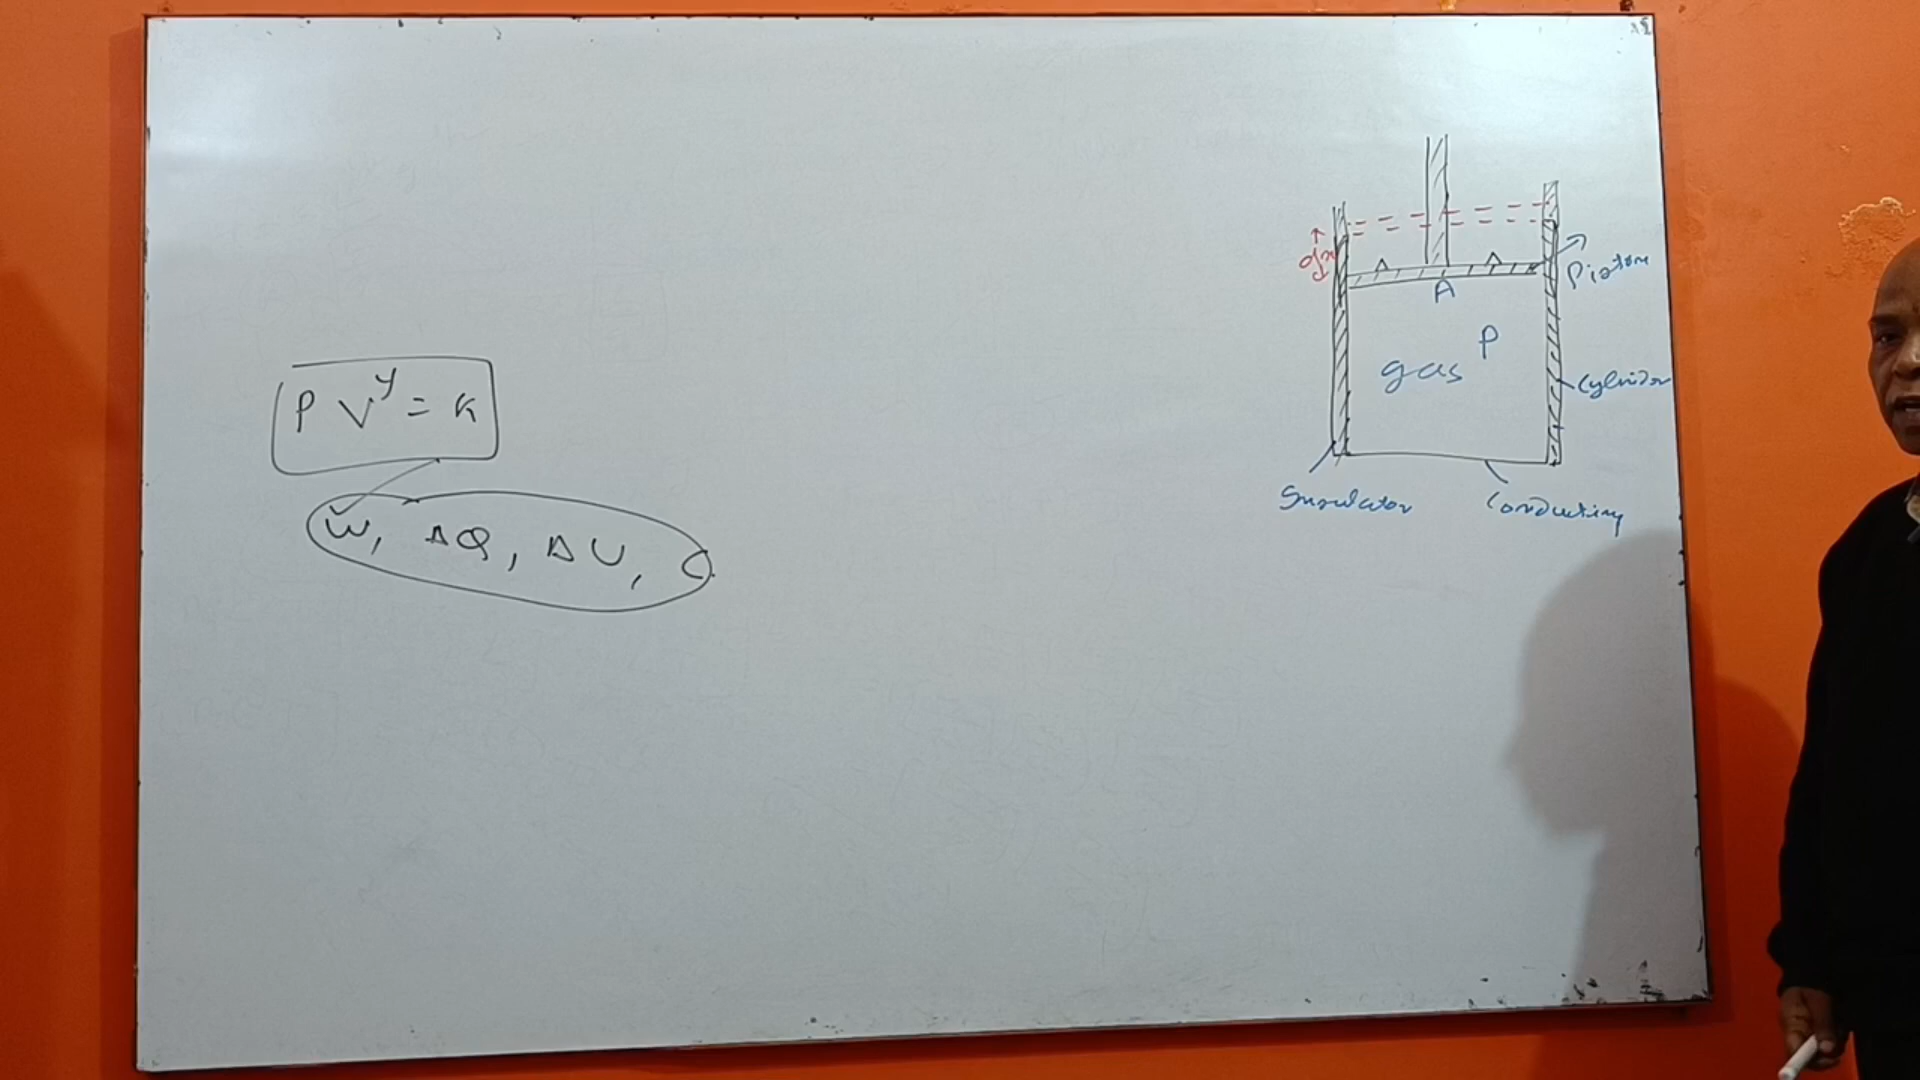 P V^y = K
W, ΔQ, ΔU, C.
dx
Piston
A
P
gas
Cylinder
Insulator
Conducting